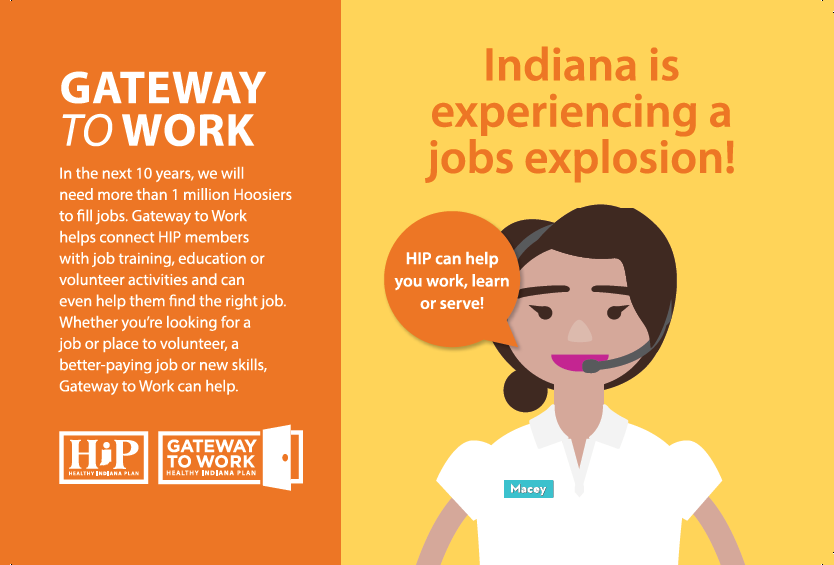 GATEWAY
TO WORK
In the next 10 years, we will
need more than 1 million Hoosiers
to fill jobs. Gateway to Work
helps connect HIP members
with job training, education or
volunteer activities and can
even help them find the right job.
Whether you’re looking for a
job or place to volunteer, a
better-paying job or new skills,
Gateway to Work can help.
HIP
HEALTHY INDIANA PLAN
GATEWAY
TO WORK
HEALTHY INDIANA PLAN
Indiana is
experiencing a
jobs explosion!
HIP can help
you work, learn
or serve!
Macey